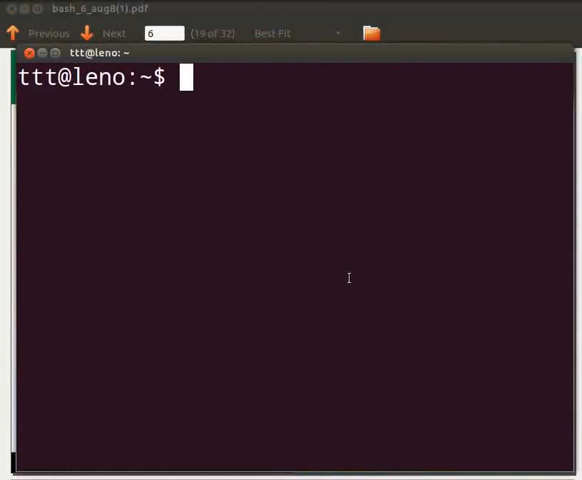 bash_6_aug8(1).pdf
Previous Next 6 (19 of 32) Best Fit
ttt@leno: ~
ttt@leno:~$